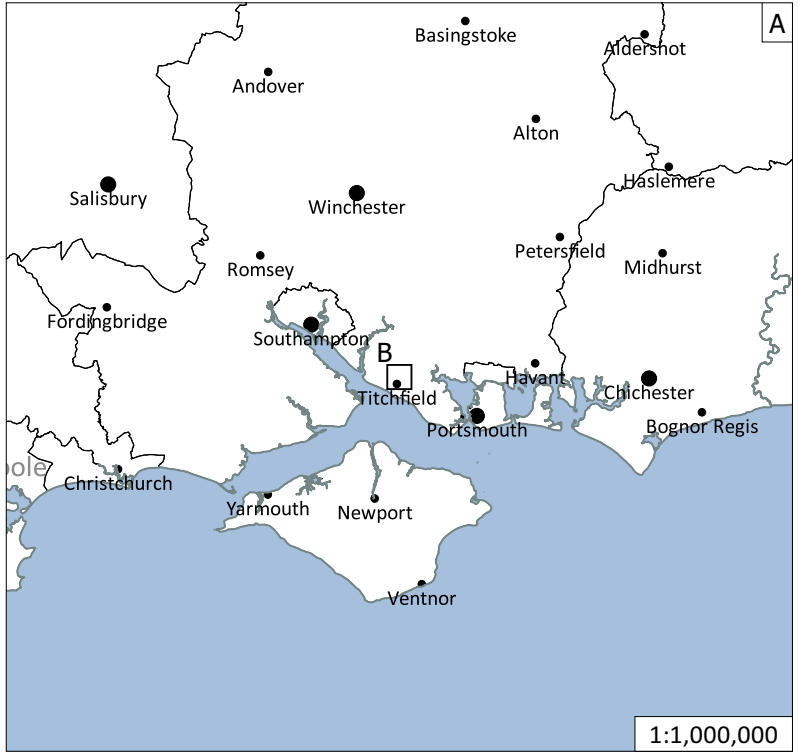 A
Basingstoke
Aldershot
Andover
Alton
Haslemere
Salisbury
Winchester
Petersfield
Midhurst
Romsey
Fordingbridge
Southampton
B
Havant
Chichester
Titchfield
Portsmouth
Bognor Regis
oole
Christchurch
Yarmouth
Newport
Ventnor
1:1,000,000